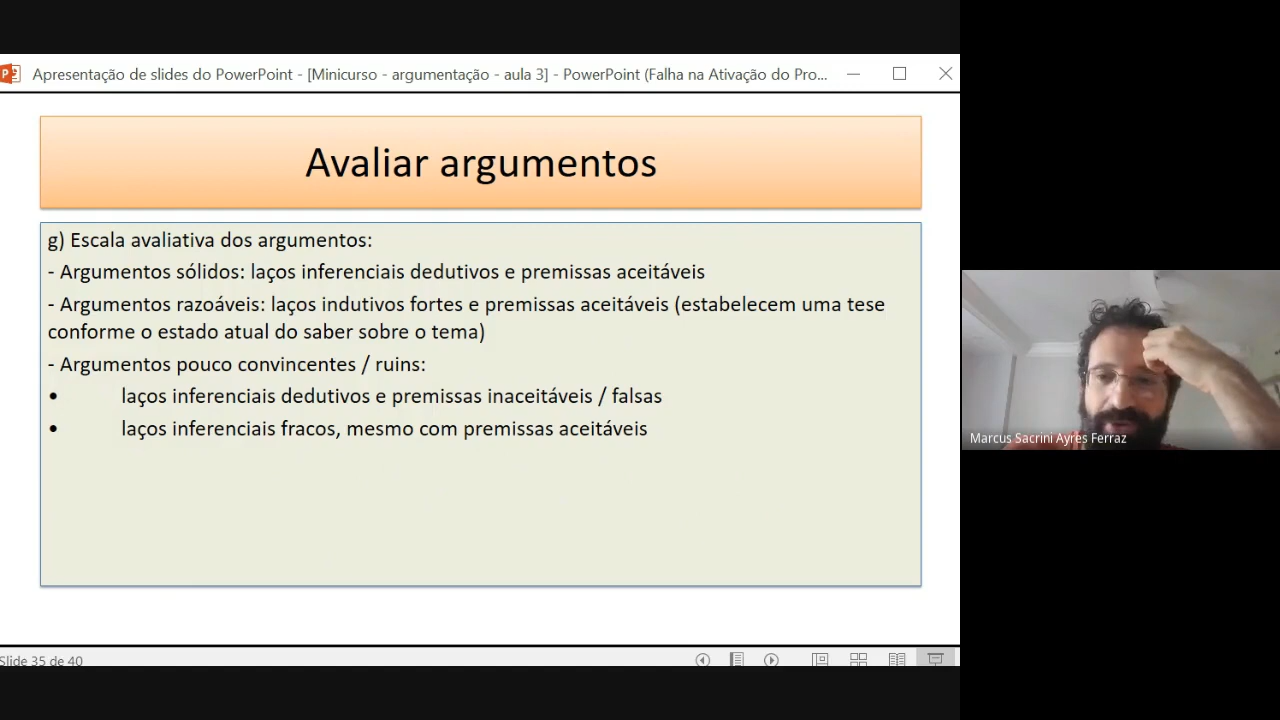 Apresentação de slides do PowerPoint - [Minicurso - argumentação - aula 3] - PowerPoint (Falha na Ativação do Pro...
Avaliar argumentos
g) Escala avaliativa dos argumentos:
- Argumentos sólidos: laços inferenciais dedutivos e premissas aceitáveis
- Argumentos razoáveis: laços indutivos fortes e premissas aceitáveis (estabelecem uma tese
conforme o estado atual do saber sobre o tema)
- Argumentos pouco convincentes / ruins:
• laços inferenciais dedutivos e premissas inaceitáveis / falsas
• laços inferenciais fracos, mesmo com premissas aceitáveis
Marcus Sacrini Ayres Ferraz
Slide 35 de 40